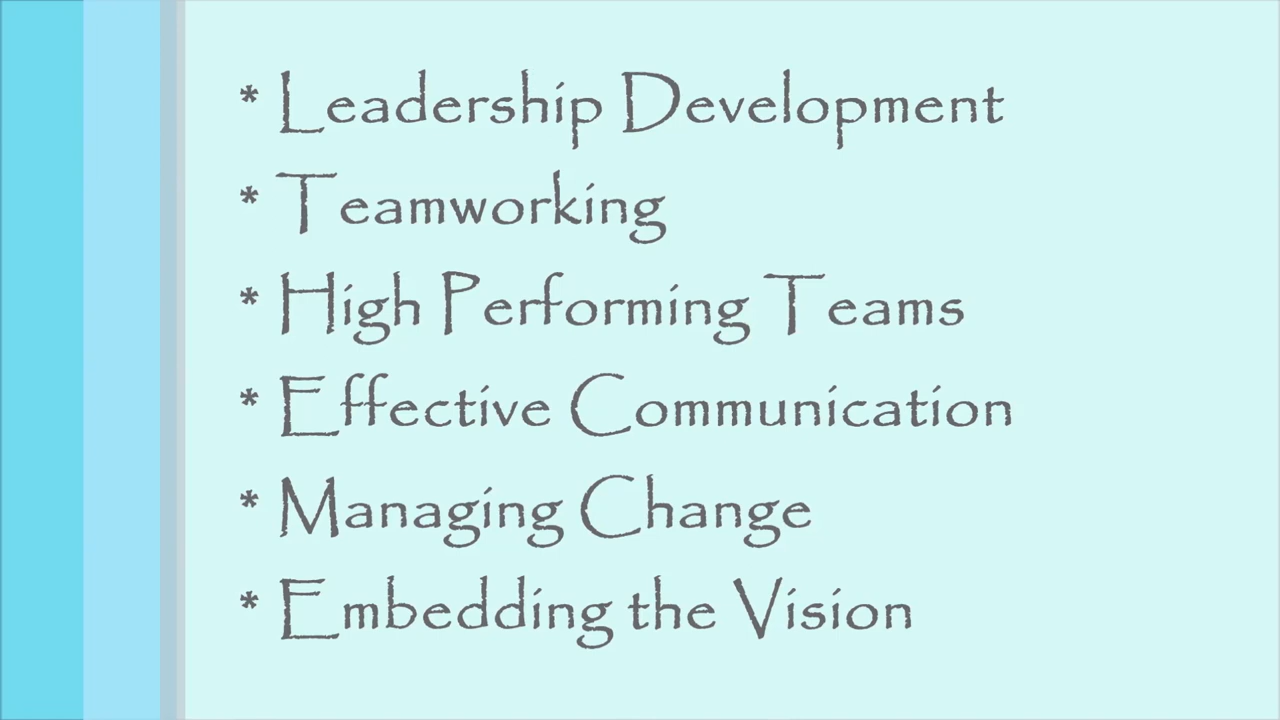 * Leadership Development
* Teamworking
* High Performing Teams
* Effective Communication
* Managing Change
* Embedding the Vision